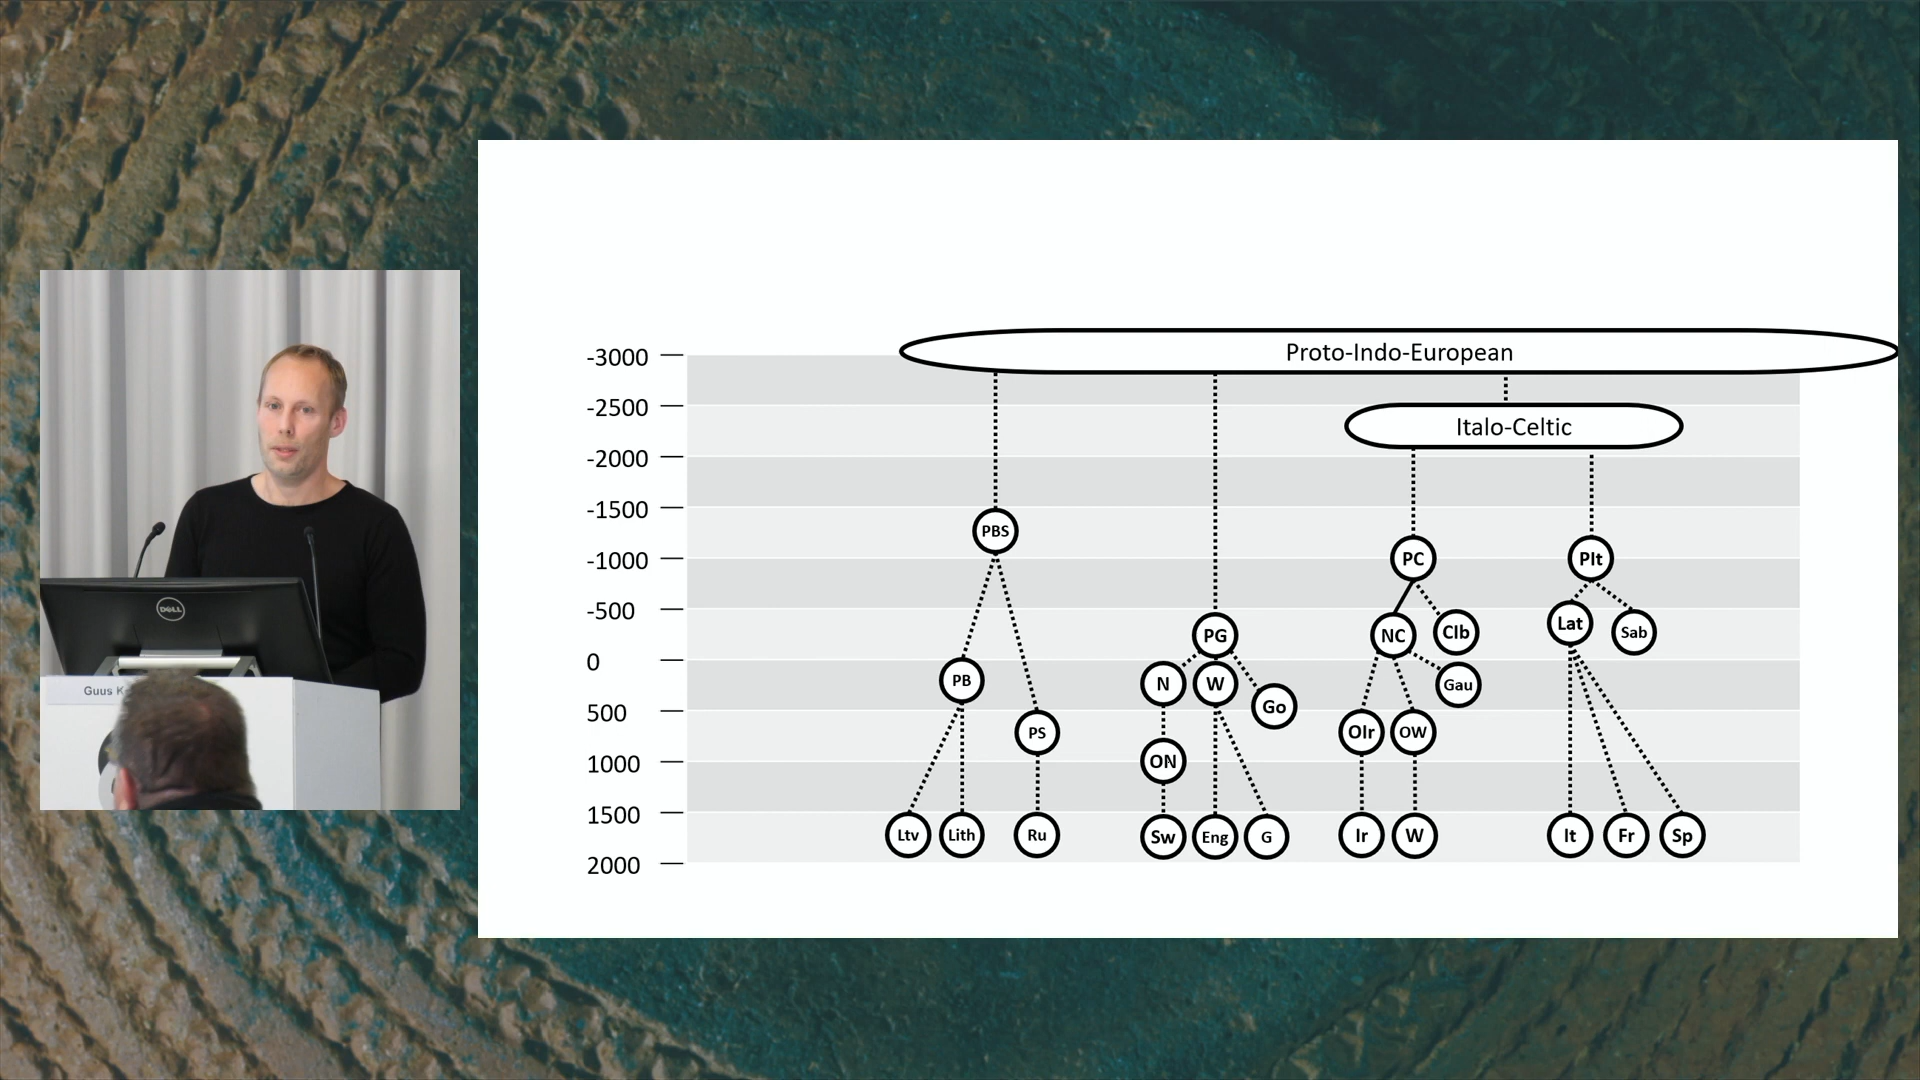 Proto-Indo-European
-3000
-2500
Italo-Celtic
-2000
-1500
PBS
-1000
PC
PIt
-500
Lat
PG
NC
CIb
Sab
0
PB
N
W
Gau
Go
500
PS
OIr
OW
1000
ON
1500
Ltv
Lith
Ru
Sw
Eng
G
Ir
W
It
Fr
Sp
2000
DELL
Guus